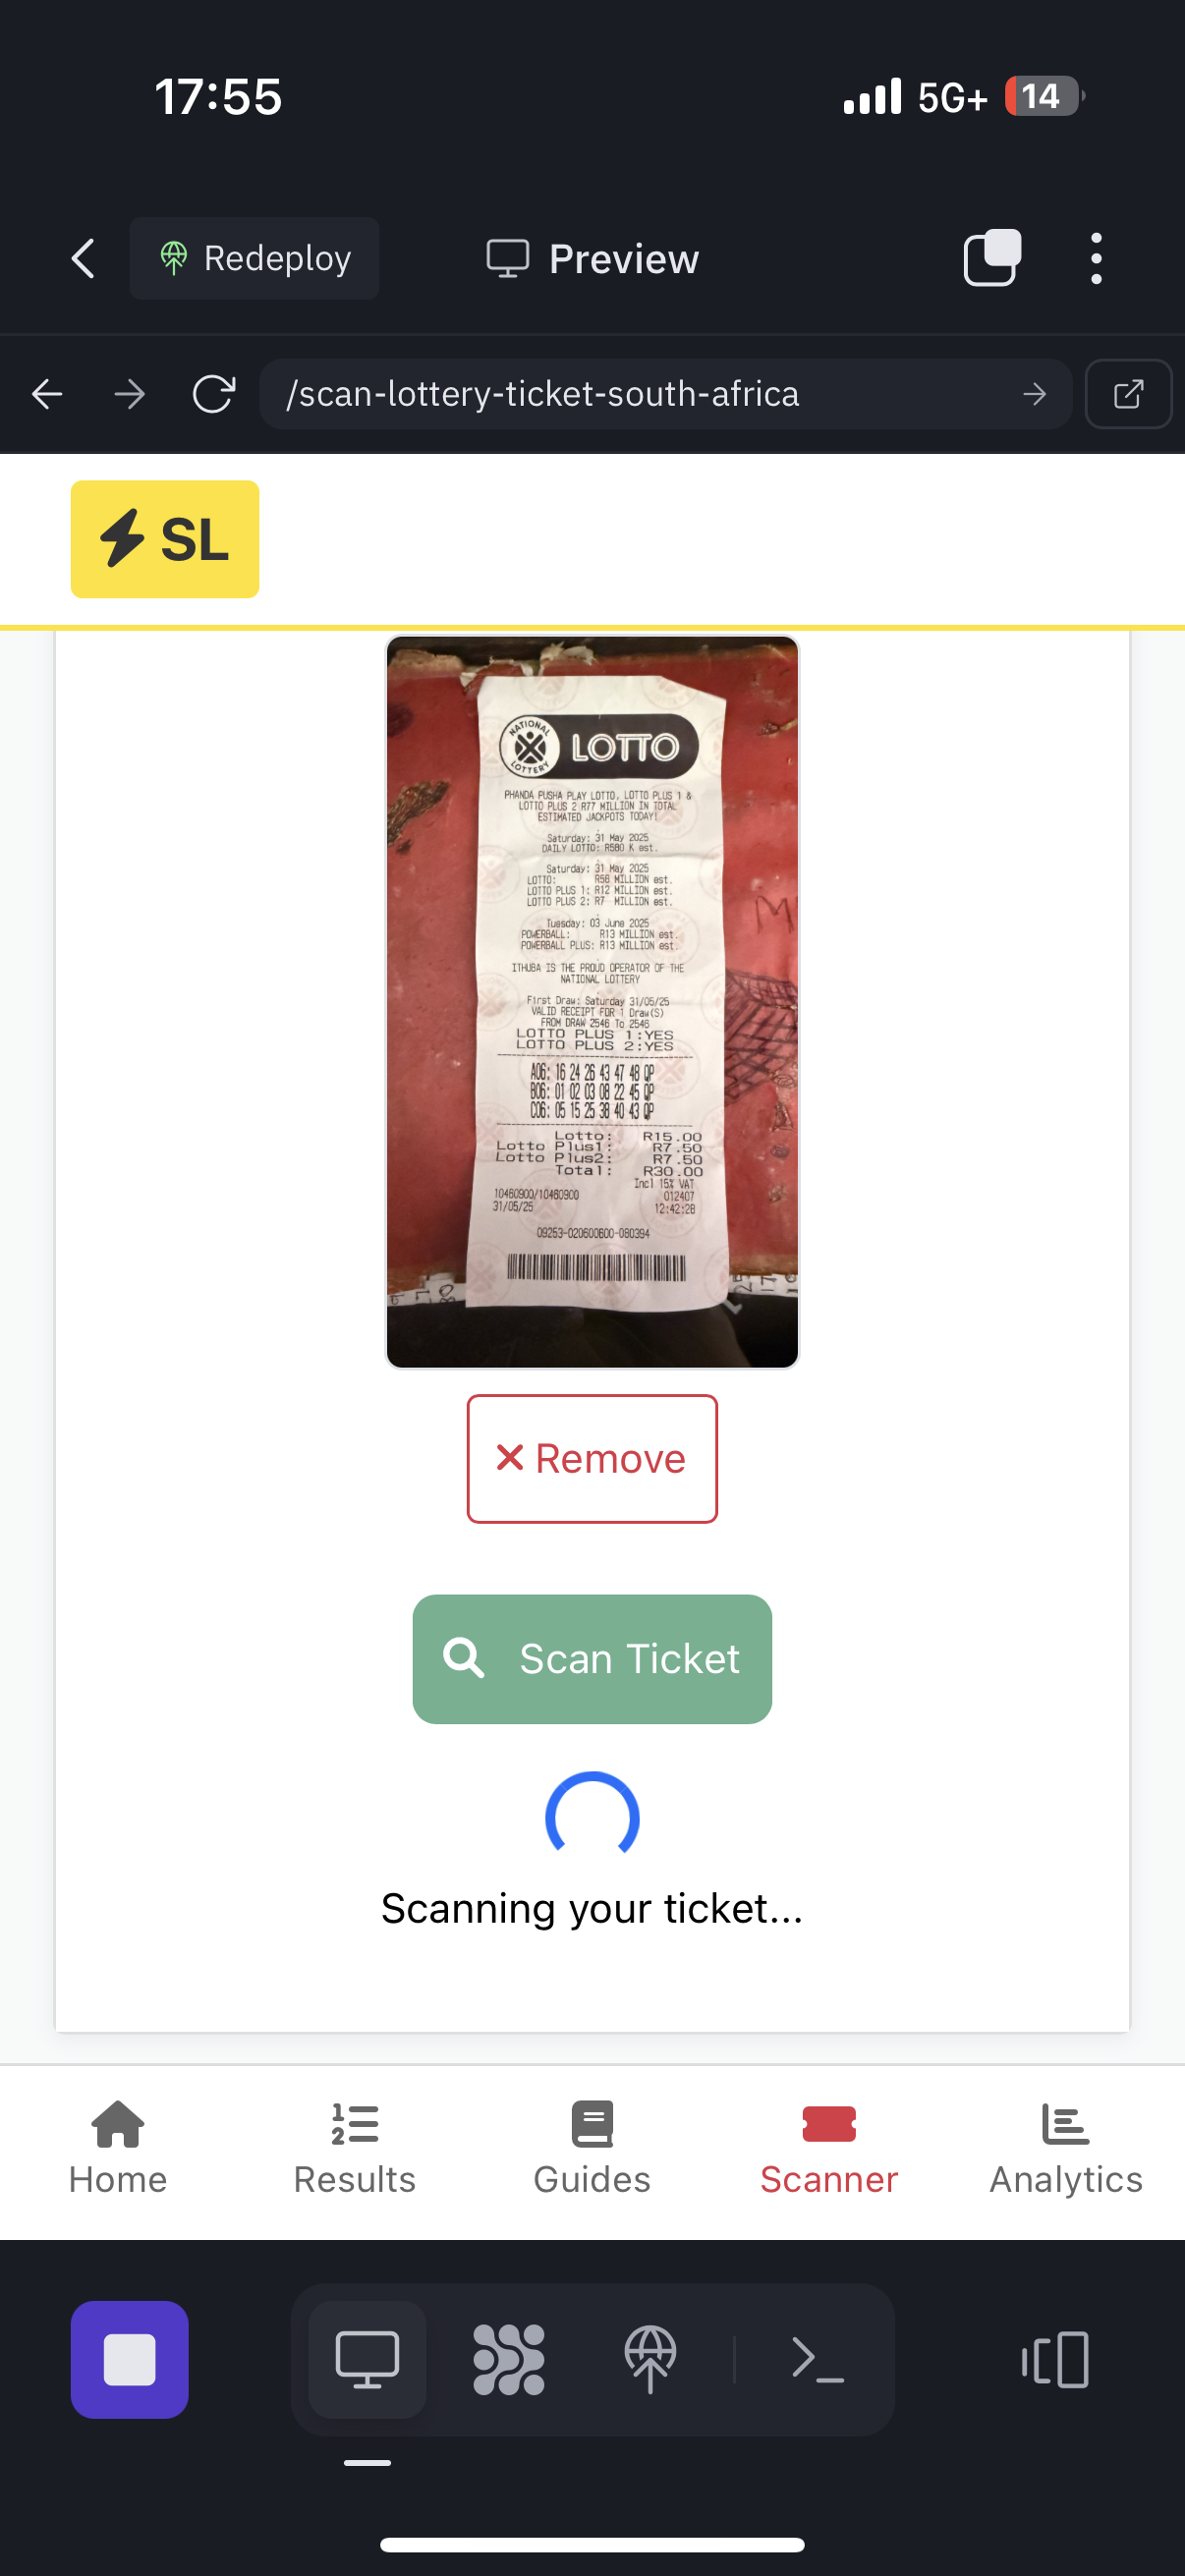 17:55
5G+
14
Redeploy
Preview
/scan-lottery-ticket-south-africa
SL
NATIONAL LOTTERY
LOTTO
PHANDA PUSHA PLAY LOTTO, LOTTO PLUS 1 &
LOTTO PLUS 2 R77 MILLION IN TOTAL
ESTIMATED JACKPOTS TODAY!
Saturday: 31 May 2025
DAILY LOTTO: R580 K est.
Saturday: 31 May 2025
LOTTO: R58 MILLION est.
LOTTO PLUS 1: R12 MILLION est.
LOTTO PLUS 2: R7 MILLION est.
Tuesday: 03 June 2025
POWERBALL: R13 MILLION est.
POWERBALL PLUS: R13 MILLION est.
ITHUBA IS THE PROUD OPERATOR OF THE
NATIONAL LOTTERY
First Draw: Saturday 31/05/25
VALID RECEIPT FOR 1 Draw(S)
FROM DRAW 2546 To 2546
LOTTO PLUS 1:YES
LOTTO PLUS 2:YES
A06: 16 24 26 43 47 48 QP
B06: 01 02 03 08 22 45 QP
C06: 05 15 25 38 40 43 QP
Lotto: R15.00
Lotto Plus1: R7.50
Lotto Plus2: R7.50
Total: R30.00
Incl 15% VAT
10460900/10460900 012407
31/05/25 12:42:28
09253-020600600-080394
Remove
Scan Ticket
Scanning your ticket...
Home
Results
Guides
Scanner
Analytics